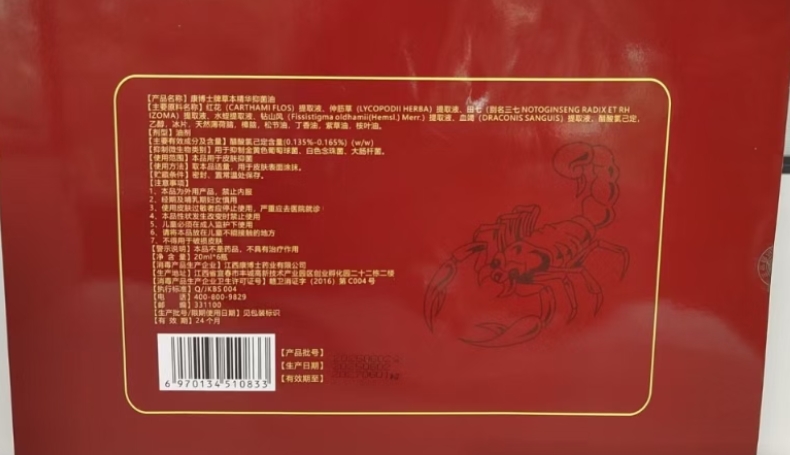 【产品名称】康博士牌草本精华抑菌油
【主要原料名称】红花（CARTHAMI FLOS）提取液、伸筋草（LYCOPODII HERBA）提取液、田七（别名三七 NOTOGINSENG RADIX ET RH
IZOMA）提取液、水蛭提取液、钻山风（Fissistigma oldhamii(Hemsl.) Merr.）提取液、血竭（DRACONIS SANGUIS）提取液、醋酸氯己定、
乙醇、冰片、天然薄荷脑、樟脑、松节油、丁香油、紫草油、桉叶油。
【剂型】油剂
【主要有效成分及含量】醋酸氯己定含量(0.135%-0.165%)（w/w）
【抑制微生物类别】用于抑制金黄色葡萄球菌、白色念珠菌、大肠杆菌。
【使用范围】本品用于皮肤抑菌
【使用方法】取本品适量，用于皮肤表面涂抹。
【贮藏条件】密封，置常温处保存。
【注意事项】
1、本品为外用产品，禁止内服
2、经期及哺乳期妇女慎用
3、使用皮肤过敏者应停止使用，严重应去医院就诊
4、本品性状发生改变时禁止使用
5、儿童必须在成人监护下使用
6、请将本品放在儿童不能接触的地方
7、不得用于敏感皮肤
【警示说明】本品不是药品，不具有治疗作用
【净 含 量】20ml*6瓶
【消毒产品生产企业】江西康博士药业有限公司
【生产地址】江西省宜春市丰城高新技术产业园区创业孵化园二十二栋二楼
【消毒产品生产企业卫生许可证号】赣卫消证字（2016）第 C004 号
【执行标准】Q/JKBS 004
【电 话】400-800-9829
【邮 编】331100
【生产批号/限期使用日期】见包装标识
【有 效 期】24个月
6 970134 510833
【产品批号】
【生产日期】
【有效期至】